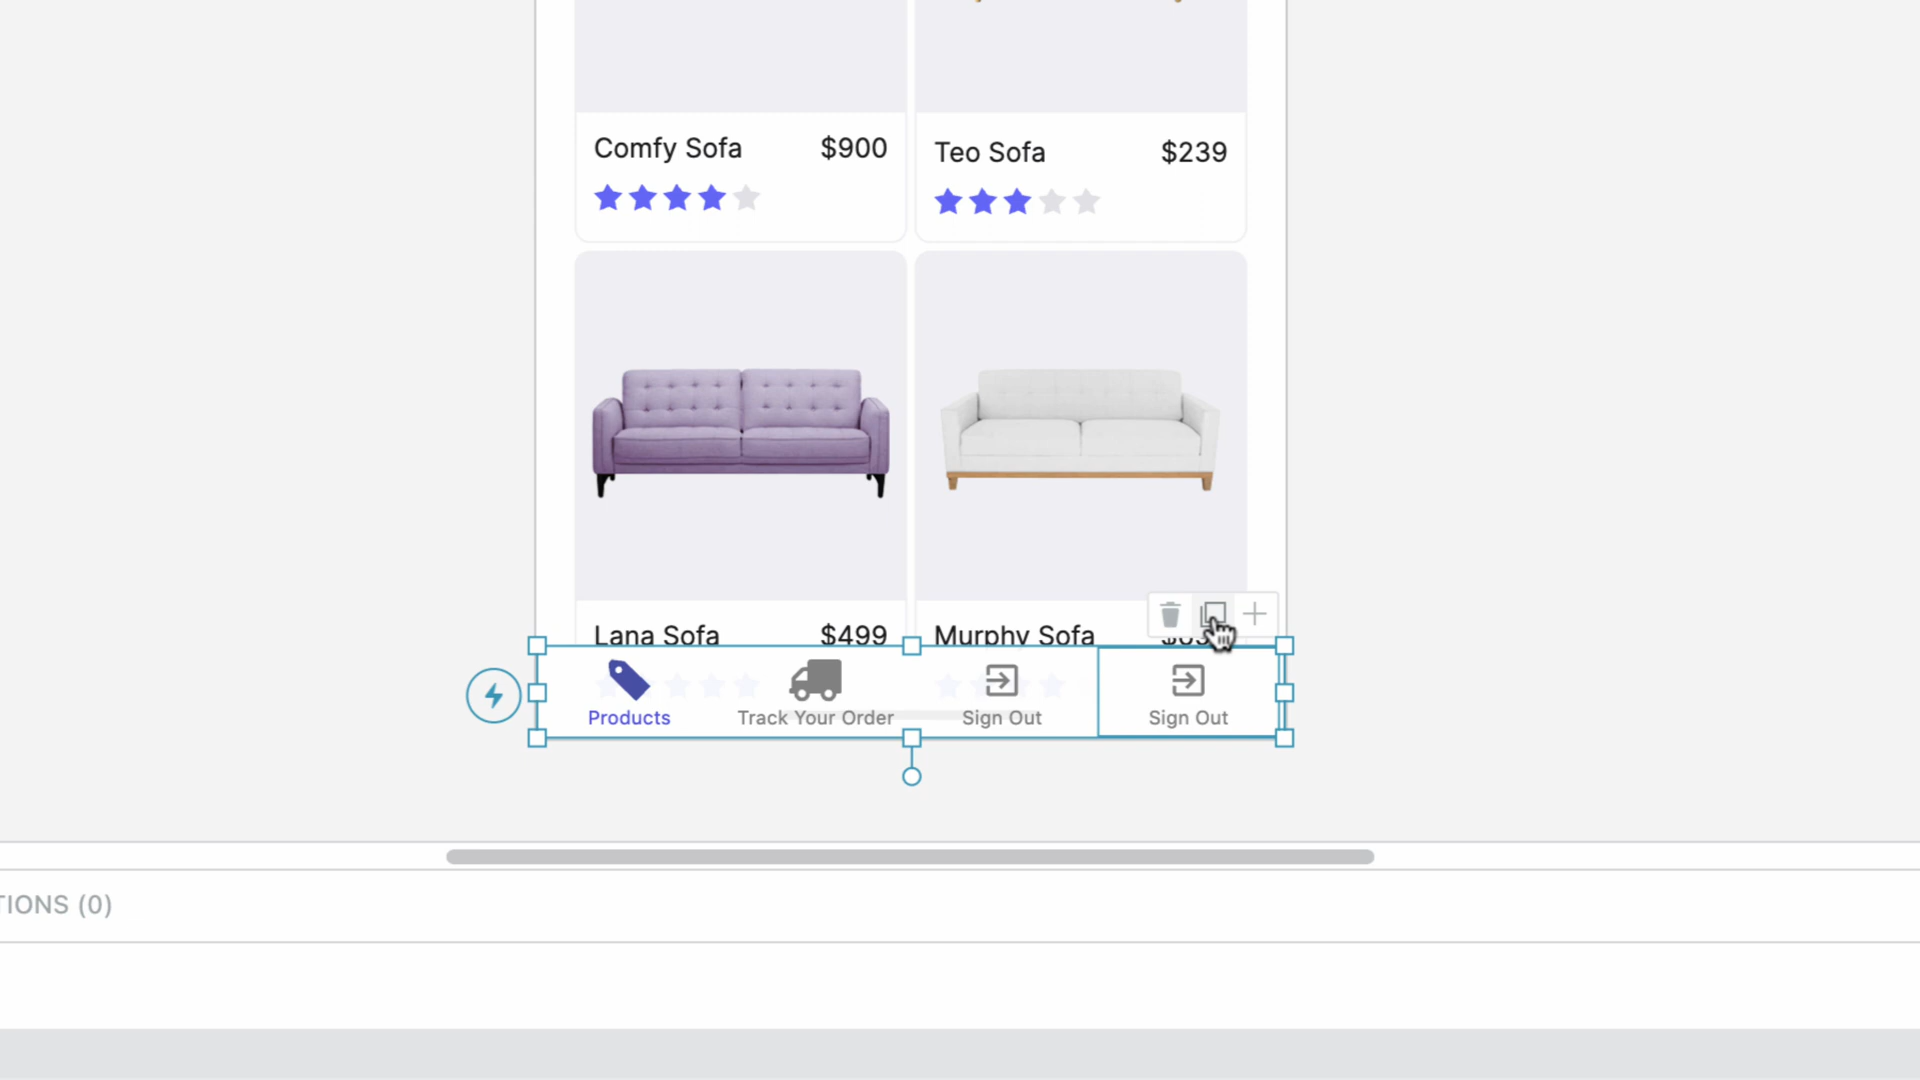 Comfy Sofa $900
Teo Sofa $239
Lana Sofa $499
Murphy Sofa
Products
Track Your Order
Sign Out
Sign Out
TIONS (0)